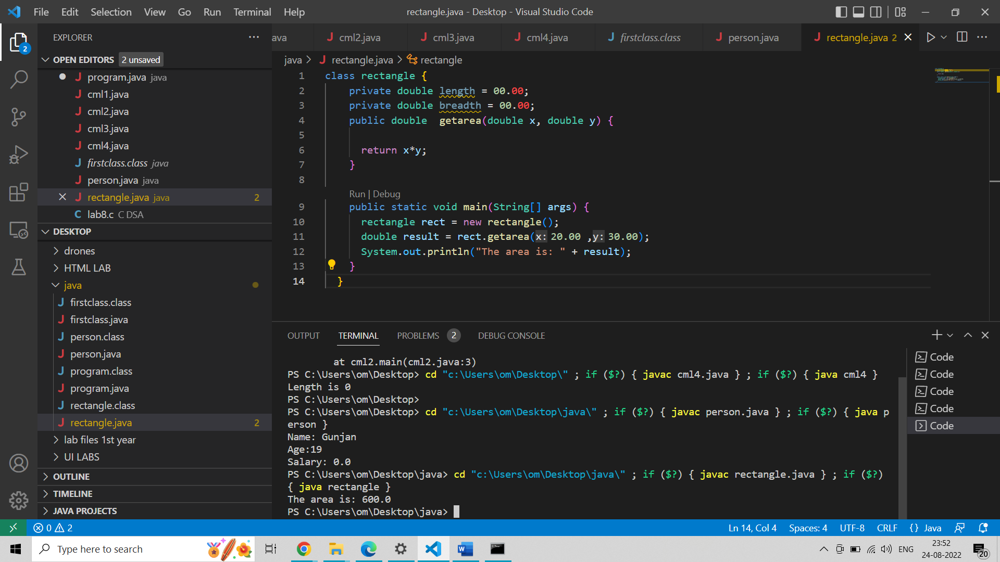 File Edit Selection View Go Run Terminal Help
rectangle.java - Desktop - Visual Studio Code
EXPLORER
2
OPEN EDITORS 2 unsaved
program.java java
cml1.java
cml2.java
cml3.java
cml4.java
firstclass.class java
person.java java
rectangle.java java 2
C lab8.c C DSA
DESKTOP
drones
HTML LAB
java
firstclass.class
firstclass.java
person.class
person.java
program.class
program.java
rectangle.class
rectangle.java 2
lab files 1st year
UI LABS
OUTLINE
TIMELINE
JAVA PROJECTS
ava cml2.java cml3.java cml4.java firstclass.class person.java rectangle.java 2
java > rectangle.java > rectangle
1 class rectangle {
2 private double length = 00.00;
3 private double breadth = 00.00;
4 public double  getarea(double x, double y) {
5
6 return x*y;
7 }
8
Run | Debug
9 public static void main(String[] args) {
10 rectangle rect = new rectangle();
11 double result = rect.getarea(x: 20.00 ,y: 30.00);
12 System.out.println("The area is: " + result);
13 }
14 }
OUTPUT TERMINAL PROBLEMS 2 DEBUG CONSOLE
at cml2.main(cml2.java:3)
PS C:\Users\om\Desktop> cd "c:\Users\om\Desktop\" ; if ($?) { javac cml4.java } ; if ($?) { java cml4 }
Length is 0
PS C:\Users\om\Desktop>
PS C:\Users\om\Desktop> cd "c:\Users\om\Desktop\java\" ; if ($?) { javac person.java } ; if ($?) { java p
erson }
Name: Gunjan
Age:19
Salary: 0.0
PS C:\Users\om\Desktop\java> cd "c:\Users\om\Desktop\java\" ; if ($?) { javac rectangle.java } ; if ($?)
{ java rectangle }
The area is: 600.0
PS C:\Users\om\Desktop\java>
Code
Code
Code
Code
Code
0 2
Ln 14, Col 4 Spaces: 4 UTF-8 CRLF {} Java
Type here to search
ENG
23:52
24-08-2022
20